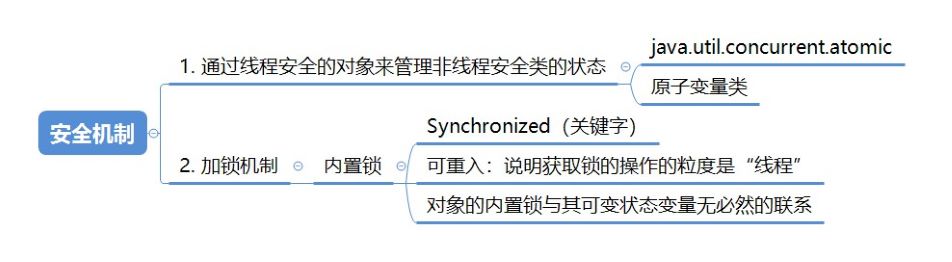 安全机制
1. 通过线程安全的对象来管理非线程安全类的状态
java.util.concurrent.atomic
原子变量类
2. 加锁机制
内置锁
Synchronized（关键字）
可重入：说明获取锁的操作的粒度是“线程”
对象的内置锁与其可变状态变量无必然的联系